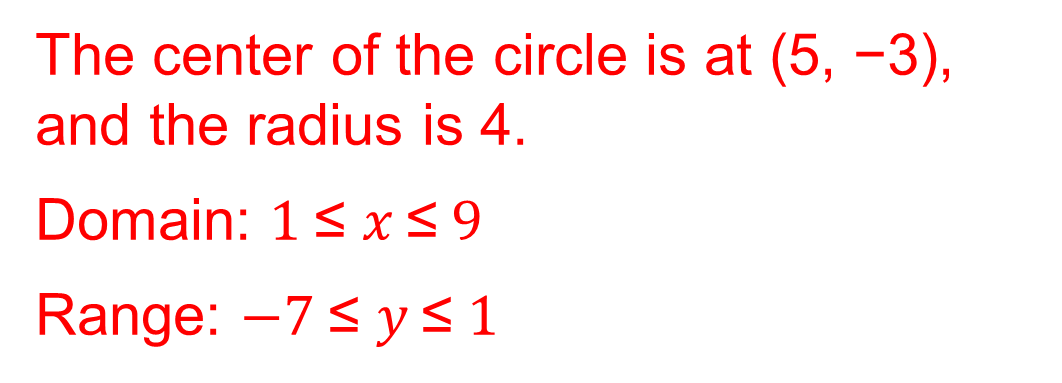 The center of the circle is at (5, −3),
and the radius is 4.
Domain: 1 ≤ x ≤ 9
Range: −7 ≤ y ≤ 1